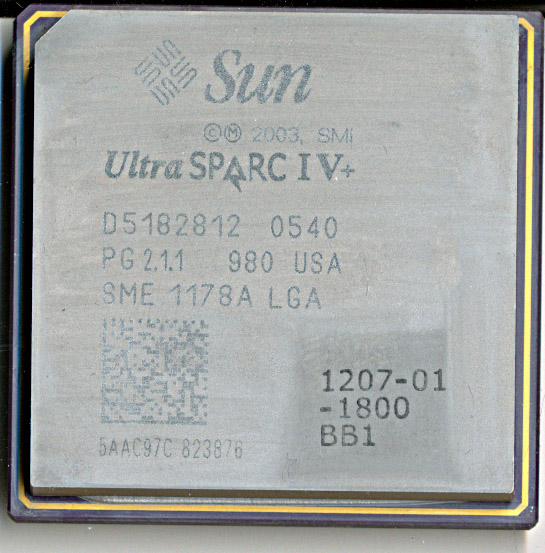 Sun
©Ⓜ 2003, SMI
UltraSPARC IV+
D5182812 0540
PG 2.1.1 980 USA
SME 1178A LGA
1207-01
-1800
BB1
5AAC97C 823876